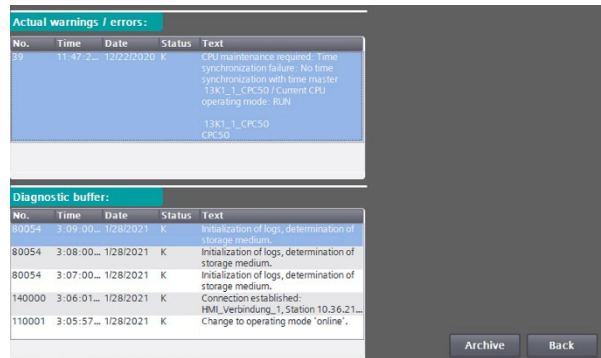 Actual warnings / errors:
No. Time Date Status Text
39 11:47:2... 12/22/2020 K CPU maintenance required: Time
synchronization failure: No time
synchronization with time master
13K1_1_CPC50 / Current CPU
operating mode: RUN
13K1_1_CPC50
CPC50
Diagnostic buffer:
No. Time Date Status Text
80054 3:09:00... 1/28/2021 K Initialization of logs, determination of
storage medium.
80054 3:08:00... 1/28/2021 K Initialization of logs, determination of
storage medium.
80054 3:07:00... 1/28/2021 K Initialization of logs, determination of
storage medium.
140000 3:06:01... 1/28/2021 K Connection established:
HMI_Verbindung_1, Station 10.36.21...
110001 3:05:57... 1/28/2021 K Change to operating mode 'online'.
Archive Back